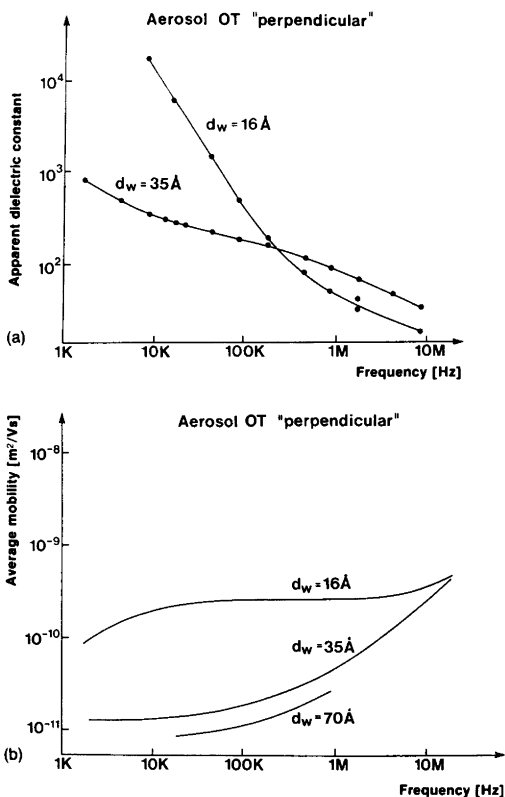 Aerosol OT "perpendicular"
Apparent dielectric constant
10⁴
10³
10²
d_w = 16 Å
d_w = 35 Å
(a)
1K 10K 100K 1M 10M
Frequency [Hz]
Aerosol OT "perpendicular"
Average mobility [m²/Vs]
10⁻⁸
10⁻⁹
10⁻¹⁰
10⁻¹¹
d_w = 16 Å
d_w = 35 Å
d_w = 70 Å
(b)
1K 10K 100K 1M 10M
Frequency [Hz]